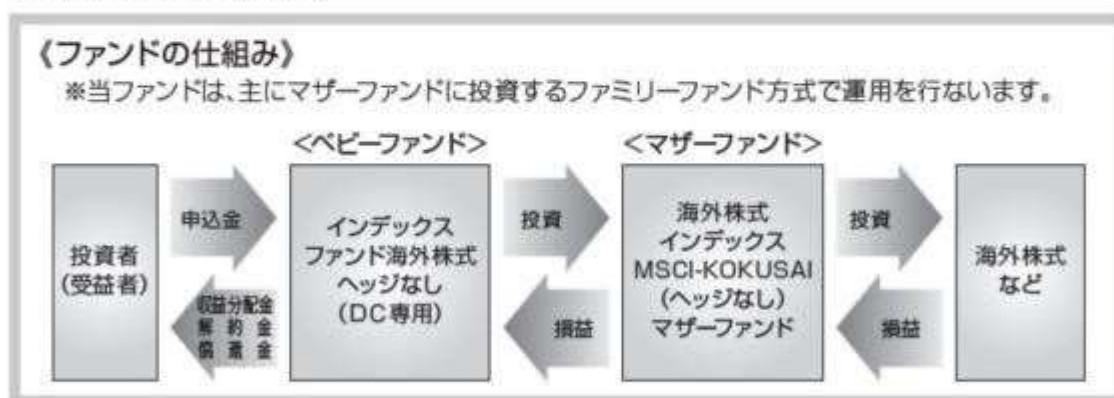 《ファンドの仕組み》
※当ファンドは、主にマザーファンドに投資するファミリーファンド方式で運用を行ないます。
<ベビーファンド>
<マザーファンド>
投資者
(受益者)
申込金
収益分配金
解約金
償還金
インデックス
ファンド海外株式
ヘッジなし
(DC専用)
投資
損益
海外株式
インデックス
MSCI-KOKUSAI
(ヘッジなし)
マザーファンド
投資
損益
海外株式
など